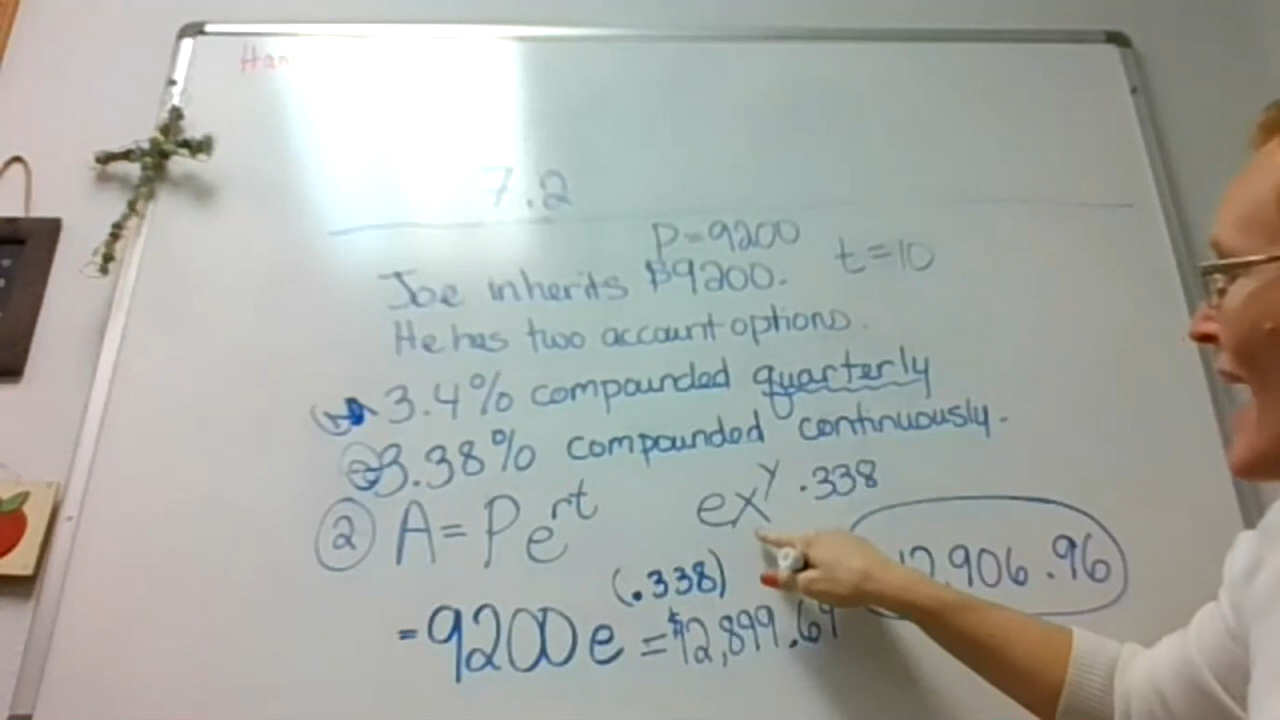 Han
7.2
P=9200
t=10
Joe inherits $9200.
He has two account options.
3.4% compounded quarterly
3.38% compounded continuously.
② A=Pe^rt
ex^y .338
906.96
=9200e^(.338) =$12,899.69